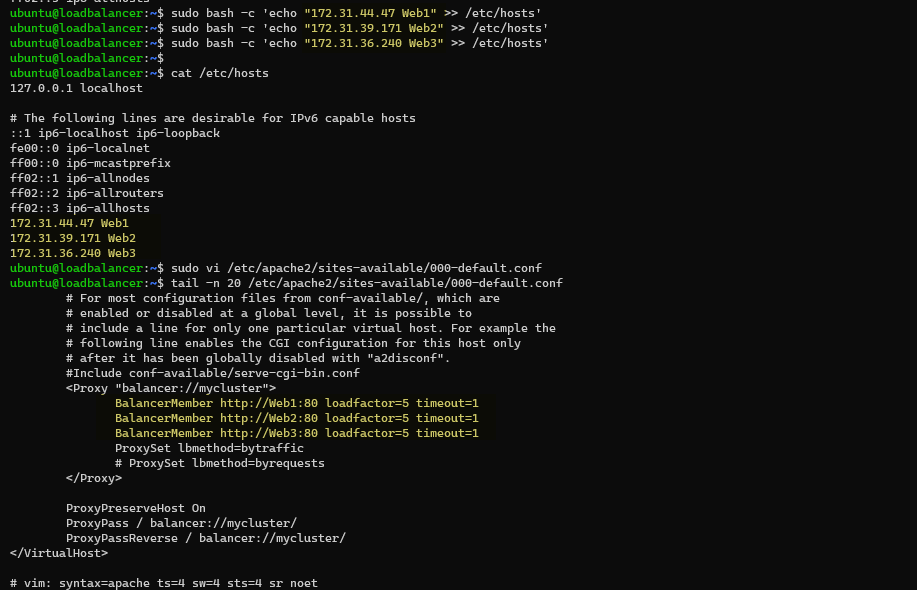 ubuntu@loadbalancer:~$ sudo bash -c 'echo "172.31.44.47 Web1" >> /etc/hosts'
ubuntu@loadbalancer:~$ sudo bash -c 'echo "172.31.39.171 Web2" >> /etc/hosts'
ubuntu@loadbalancer:~$ sudo bash -c 'echo "172.31.36.240 Web3" >> /etc/hosts'
ubuntu@loadbalancer:~$
ubuntu@loadbalancer:~$ cat /etc/hosts
127.0.0.1 localhost

# The following lines are desirable for IPv6 capable hosts
::1 ip6-localhost ip6-loopback
fe00::0 ip6-localnet
ff00::0 ip6-mcastprefix
ff02::1 ip6-allnodes
ff02::2 ip6-allrouters
ff02::3 ip6-allhosts
172.31.44.47 Web1
172.31.39.171 Web2
172.31.36.240 Web3
ubuntu@loadbalancer:~$ sudo vi /etc/apache2/sites-available/000-default.conf
ubuntu@loadbalancer:~$ tail -n 20 /etc/apache2/sites-available/000-default.conf
        # For most configuration files from conf-available/, which are
        # enabled or disabled at a global level, it is possible to
        # include a line for only one particular virtual host. For example the
        # following line enables the CGI configuration for this host only
        # after it has been globally disabled with "a2disconf".
        #Include conf-available/serve-cgi-bin.conf
        <Proxy "balancer://mycluster">
               BalancerMember http://Web1:80 loadfactor=5 timeout=1
               BalancerMember http://Web2:80 loadfactor=5 timeout=1
               BalancerMember http://Web3:80 loadfactor=5 timeout=1
               ProxySet lbmethod=bytraffic
               # ProxySet lbmethod=byrequests
        </Proxy>

        ProxyPreserveHost On
        ProxyPass / balancer://mycluster/
        ProxyPassReverse / balancer://mycluster/
</VirtualHost>

# vim: syntax=apache ts=4 sw=4 sts=4 sr noet